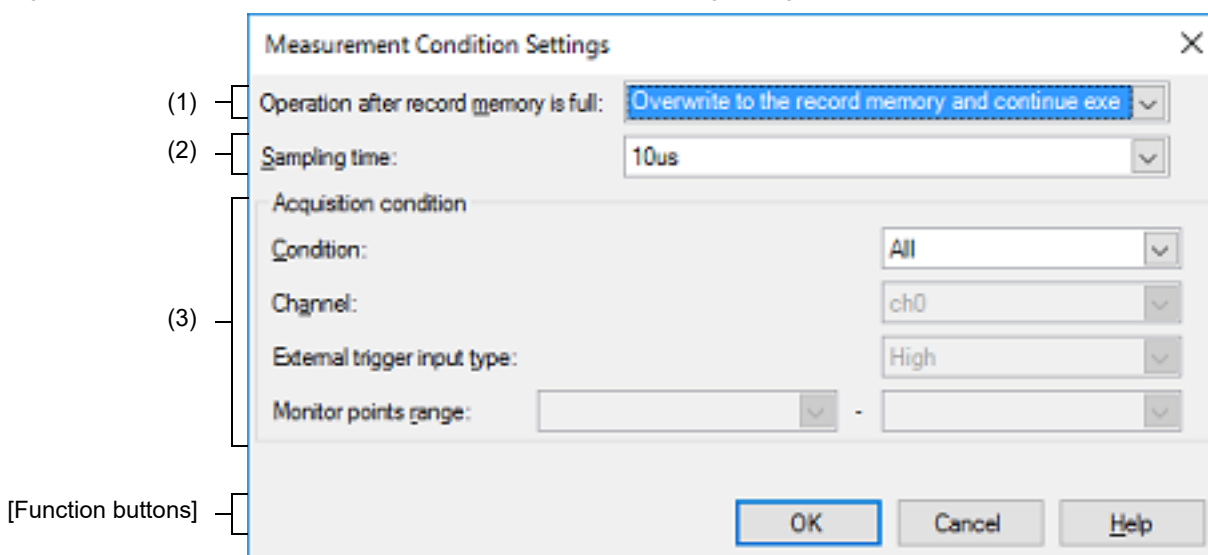 Measurement Condition Settings
(1) Operation after record memory is full: Overwrite to the record memory and continue exe
(2) Sampling time: 10us
Acquisition condition
Condition: All
Channel: ch0
(3)
External trigger input type: High
Monitor points range: -
[Function buttons] OK Cancel Help